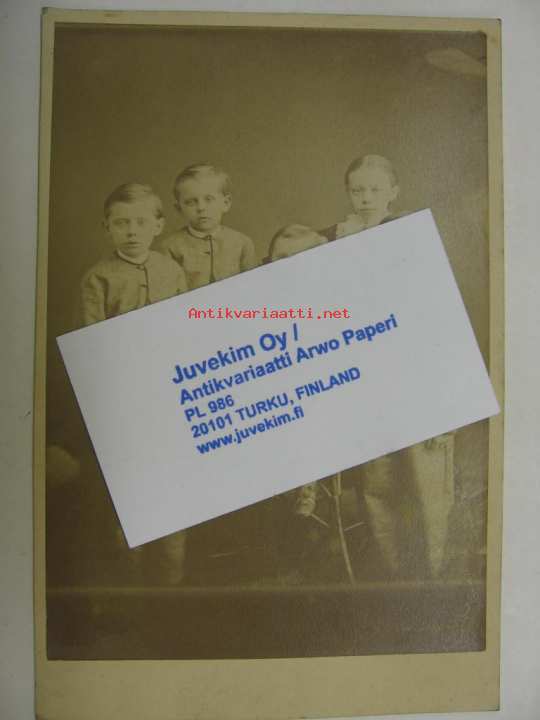 Antikvariaatti.net
Juvekim Oy /
Antikvariaatti Arwo Paperi
PL 986
20101 TURKU, FINLAND
www.juvekim.fi